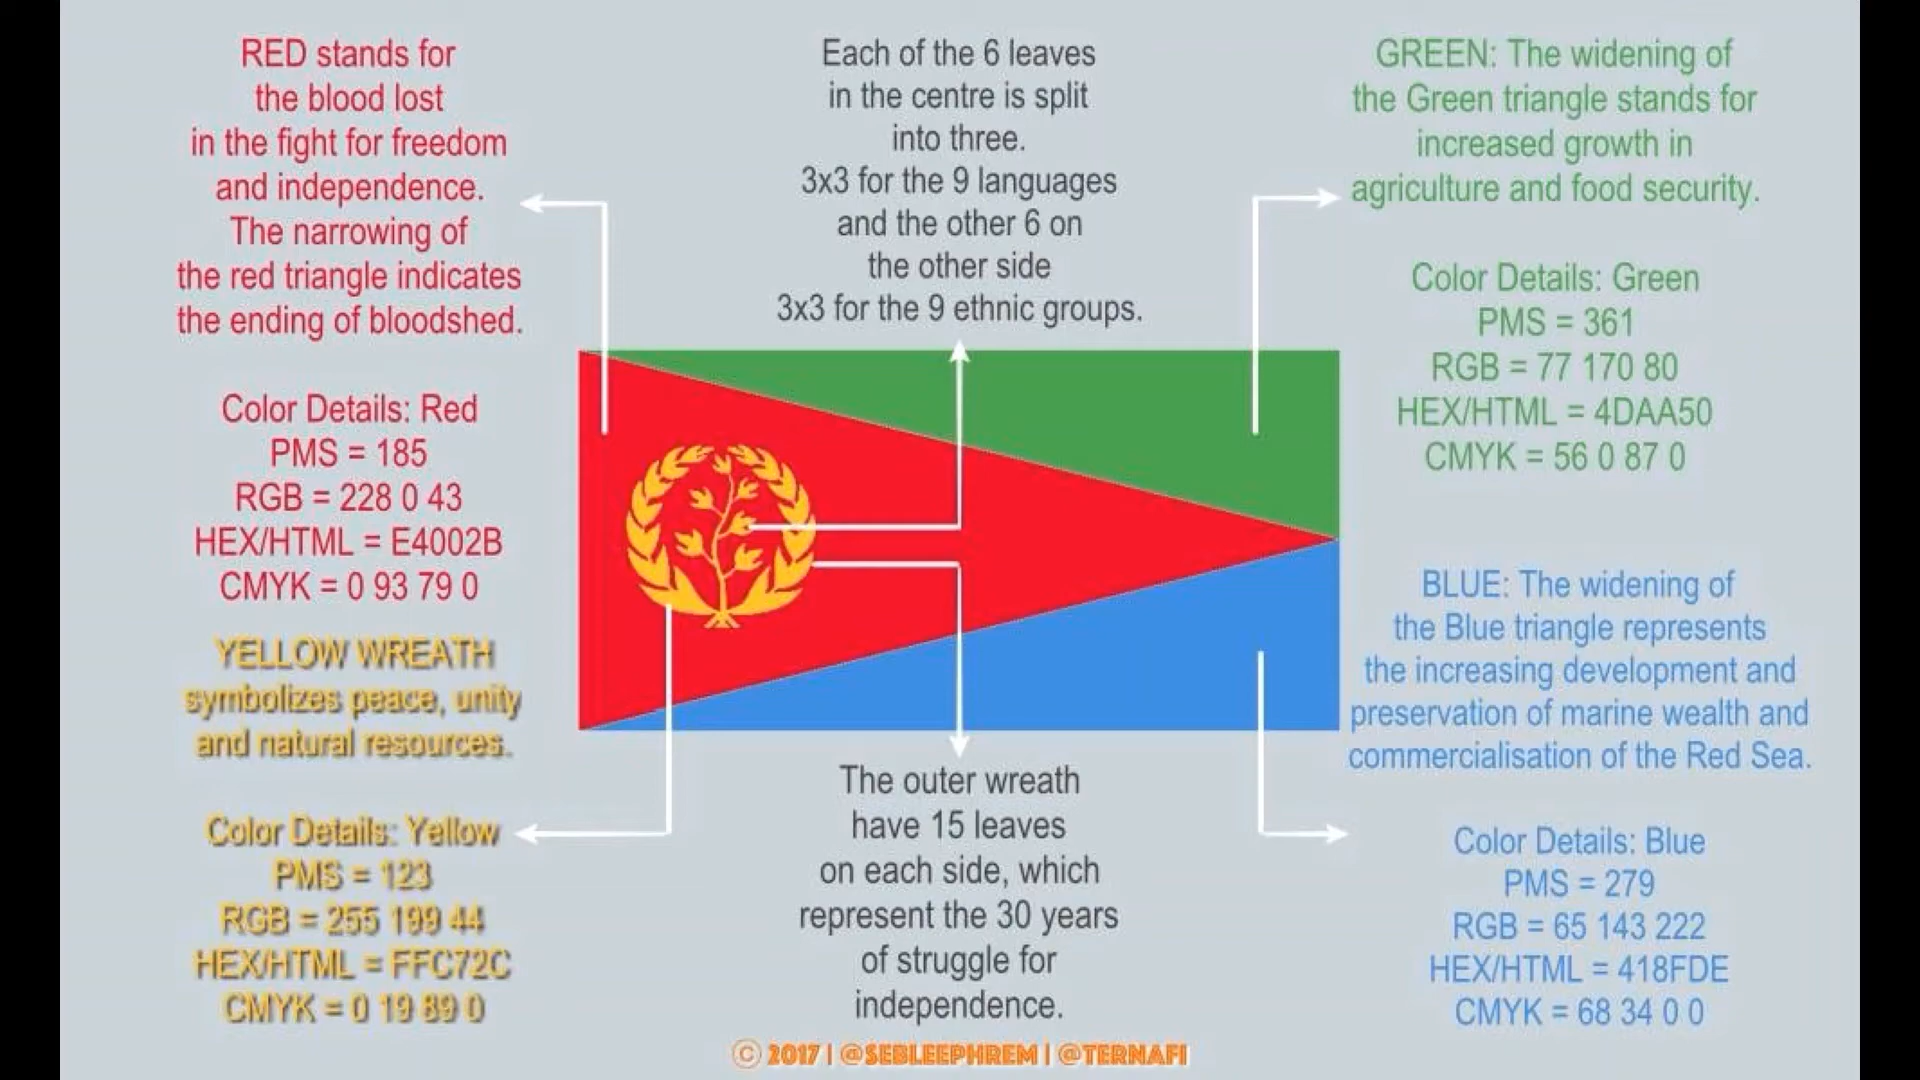 RED stands for
the blood lost
in the fight for freedom
and independence.
The narrowing of
the red triangle indicates
the ending of bloodshed.
Color Details: Red
PMS = 185
RGB = 228 0 43
HEX/HTML = E4002B
CMYK = 0 93 79 0
YELLOW WREATH
symbolizes peace, unity
and natural resources.
Color Details: Yellow
PMS = 123
RGB = 255 199 44
HEX/HTML = FFC72C
CMYK = 0 19 89 0
Each of the 6 leaves
in the centre is split
into three.
3x3 for the 9 languages
and the other 6 on
the other side
3x3 for the 9 ethnic groups.
The outer wreath
have 15 leaves
on each side, which
represent the 30 years
of struggle for
independence.
GREEN: The widening of
the Green triangle stands for
increased growth in
agriculture and food security.
Color Details: Green
PMS = 361
RGB = 77 170 80
HEX/HTML = 4DAA50
CMYK = 56 0 87 0
BLUE: The widening of
the Blue triangle represents
the increasing development and
preservation of marine wealth and
commercialisation of the Red Sea.
Color Details: Blue
PMS = 279
RGB = 65 143 222
HEX/HTML = 418FDE
CMYK = 68 34 0 0
© 2017 | @SEBLEEPHREM | @TERNAFI